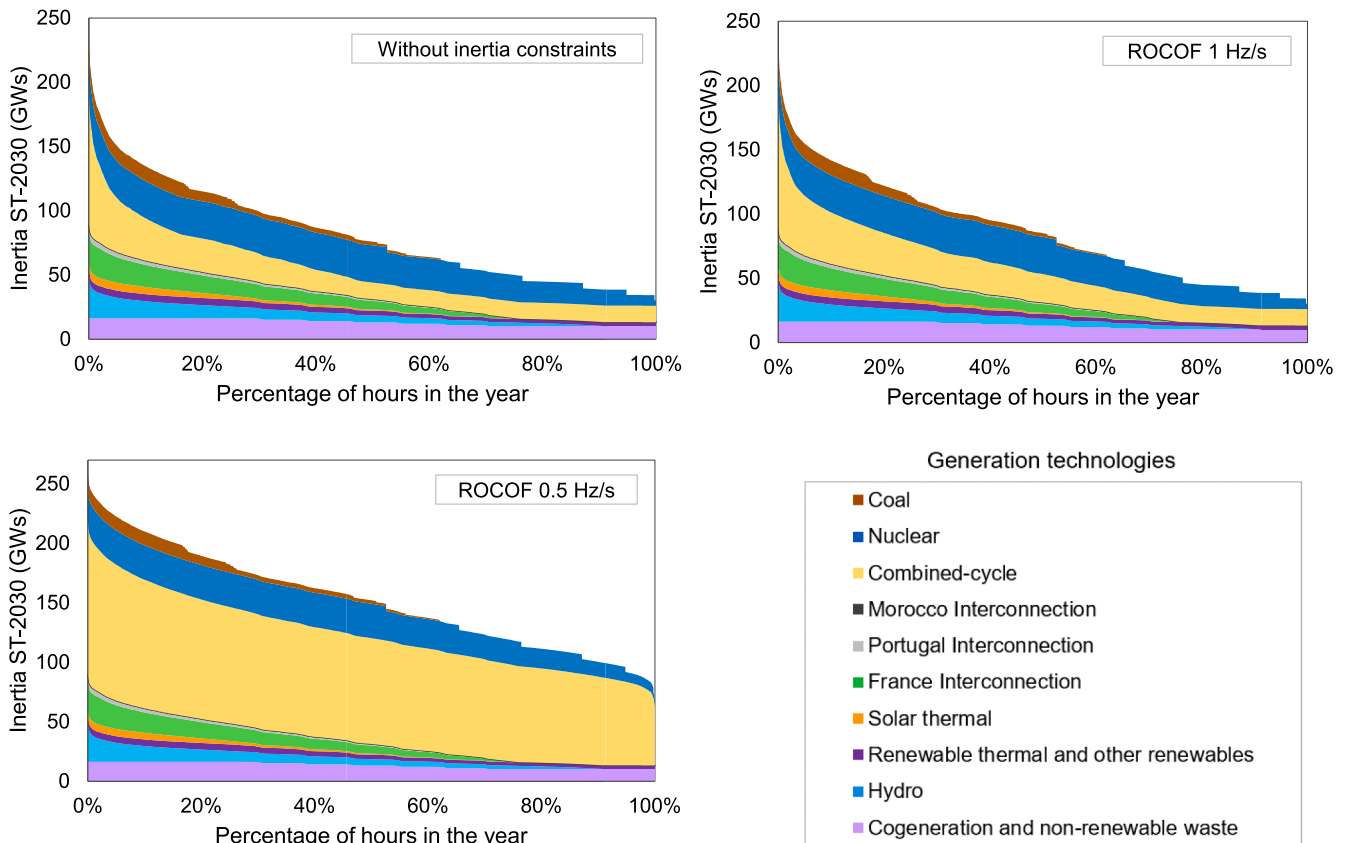 Without inertia constraints
Inertia ST-2030 (GWs)
250
200
150
100
50
0
0% 20% 40% 60% 80% 100%
Percentage of hours in the year
ROCOF 1 Hz/s
Inertia ST-2030 (GWs)
250
200
150
100
50
0
0% 20% 40% 60% 80% 100%
Percentage of hours in the year
ROCOF 0.5 Hz/s
Inertia ST-2030 (GWs)
250
200
150
100
50
0
0% 20% 40% 60% 80% 100%
Percentage of hours in the year
Generation technologies
Coal
Nuclear
Combined-cycle
Morocco Interconnection
Portugal Interconnection
France Interconnection
Solar thermal
Renewable thermal and other renewables
Hydro
Cogeneration and non-renewable waste